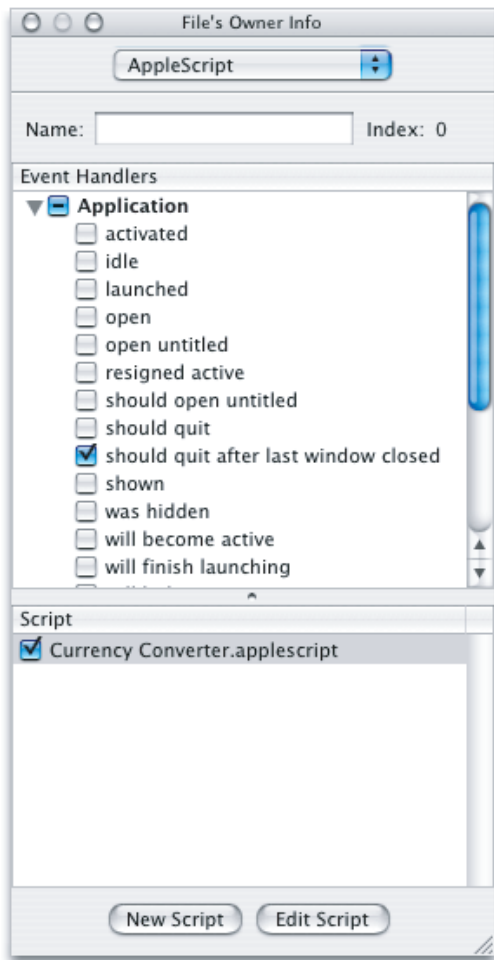 File's Owner Info
AppleScript
Name: Index: 0
Event Handlers
Application
activated
idle
launched
open
open untitled
resigned active
should open untitled
should quit
should quit after last window closed
shown
was hidden
will become active
will finish launching
Script
Currency Converter.applescript
New Script Edit Script